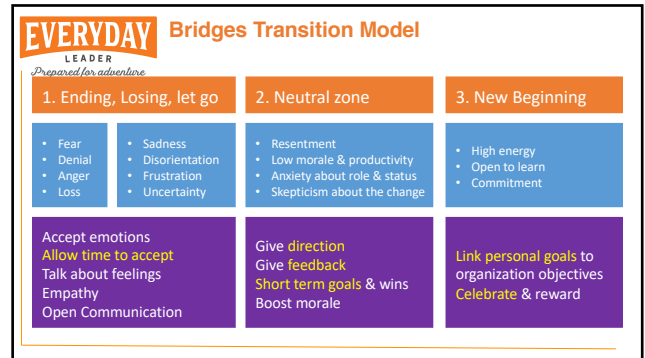 EVERYDAY
LEADER
Prepared for adventure
Bridges Transition Model
1. Ending, Losing, let go
• Fear
• Denial
• Anger
• Loss
• Sadness
• Disorientation
• Frustration
• Uncertainty
Accept emotions
Allow time to accept
Talk about feelings
Empathy
Open Communication
2. Neutral zone
• Resentment
• Low morale & productivity
• Anxiety about role & status
• Skepticism about the change
Give direction
Give feedback
Short term goals & wins
Boost morale
3. New Beginning
• High energy
• Open to learn
• Commitment
Link personal goals to
organization objectives
Celebrate & reward